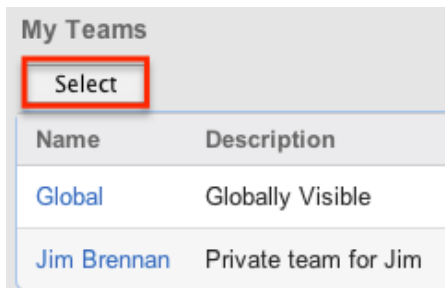 My Teams
Select
Name Description
Global Globally Visible
Jim Brennan Private team for Jim